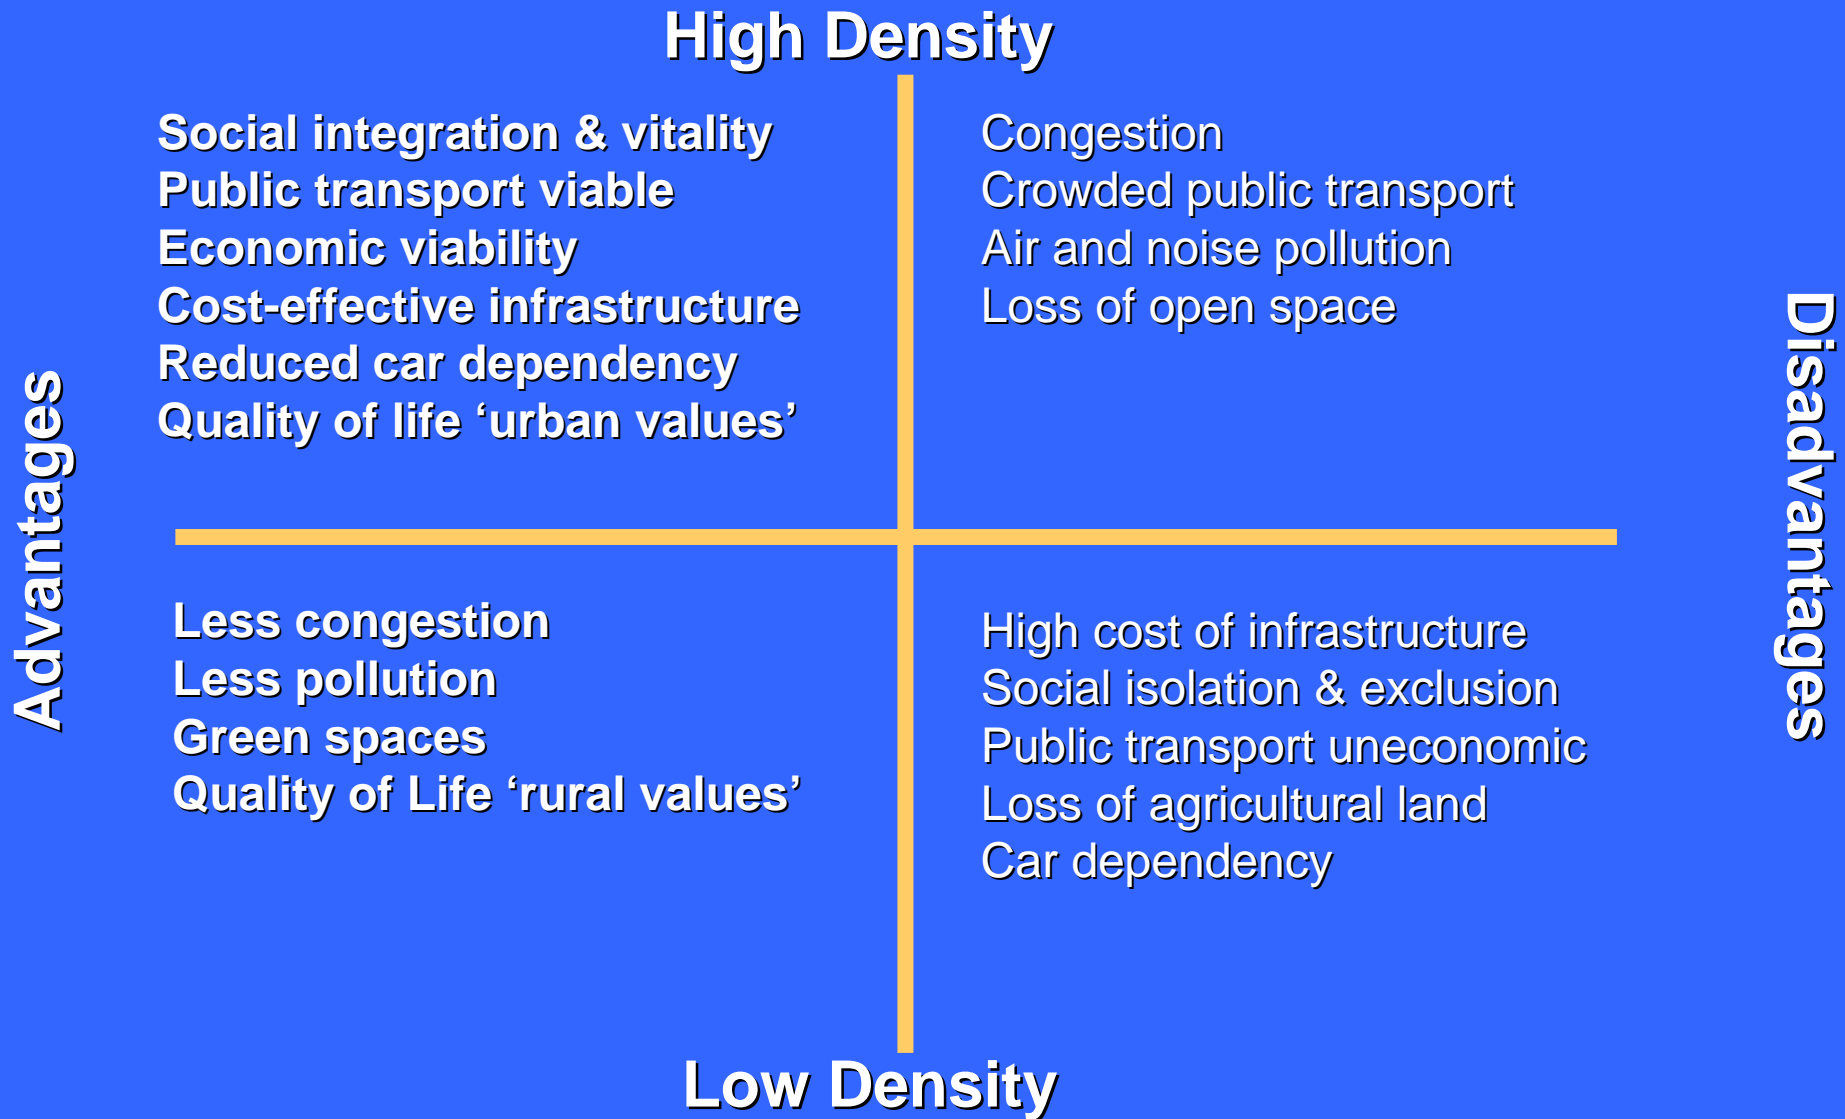 High Density
Social integration & vitality
Public transport viable
Economic viability
Cost-effective infrastructure
Reduced car dependency
Quality of life ‘urban values’
Congestion
Crowded public transport
Air and noise pollution
Loss of open space
Advantages
Disadvantages
Less congestion
Less pollution
Green spaces
Quality of Life ‘rural values’
High cost of infrastructure
Social isolation & exclusion
Public transport uneconomic
Loss of agricultural land
Car dependency
Low Density